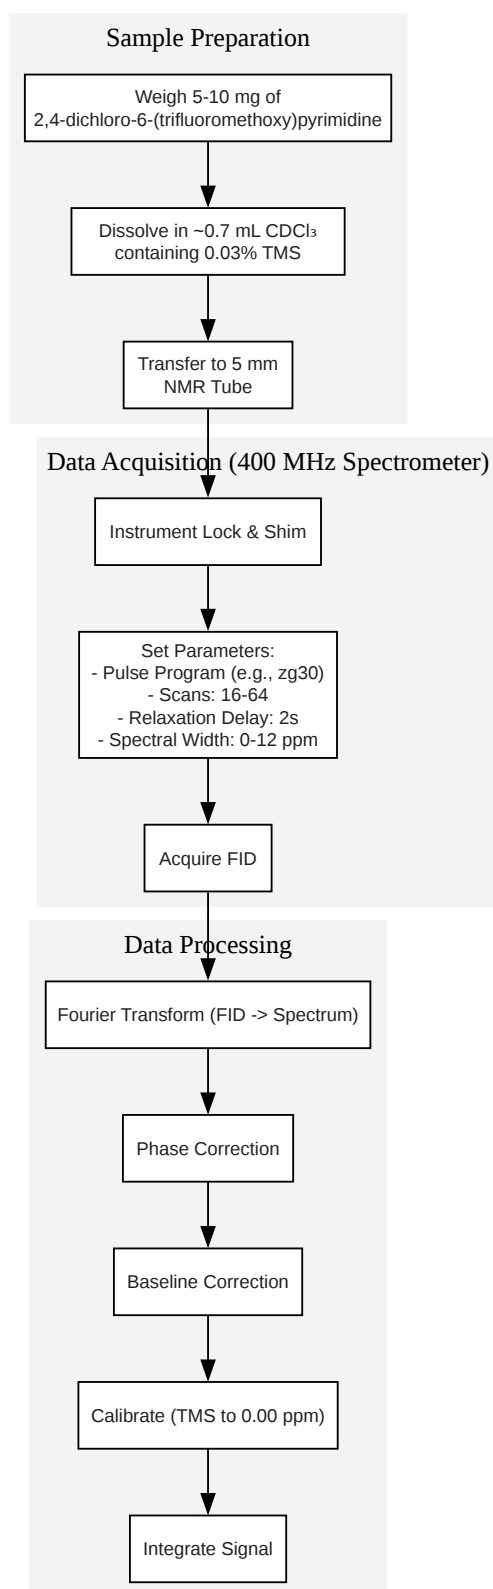 Sample Preparation
Weigh 5-10 mg of
2,4-dichloro-6-(trifluoromethoxy)pyrimidine
Dissolve in ~0.7 mL CDCl₃
containing 0.03% TMS
Transfer to 5 mm
NMR Tube
Data Acquisition (400 MHz Spectrometer)
Instrument Lock & Shim
Set Parameters:
- Pulse Program (e.g., zg30)
- Scans: 16-64
- Relaxation Delay: 2s
- Spectral Width: 0-12 ppm
Acquire FID
Data Processing
Fourier Transform (FID -> Spectrum)
Phase Correction
Baseline Correction
Calibrate (TMS to 0.00 ppm)
Integrate Signal